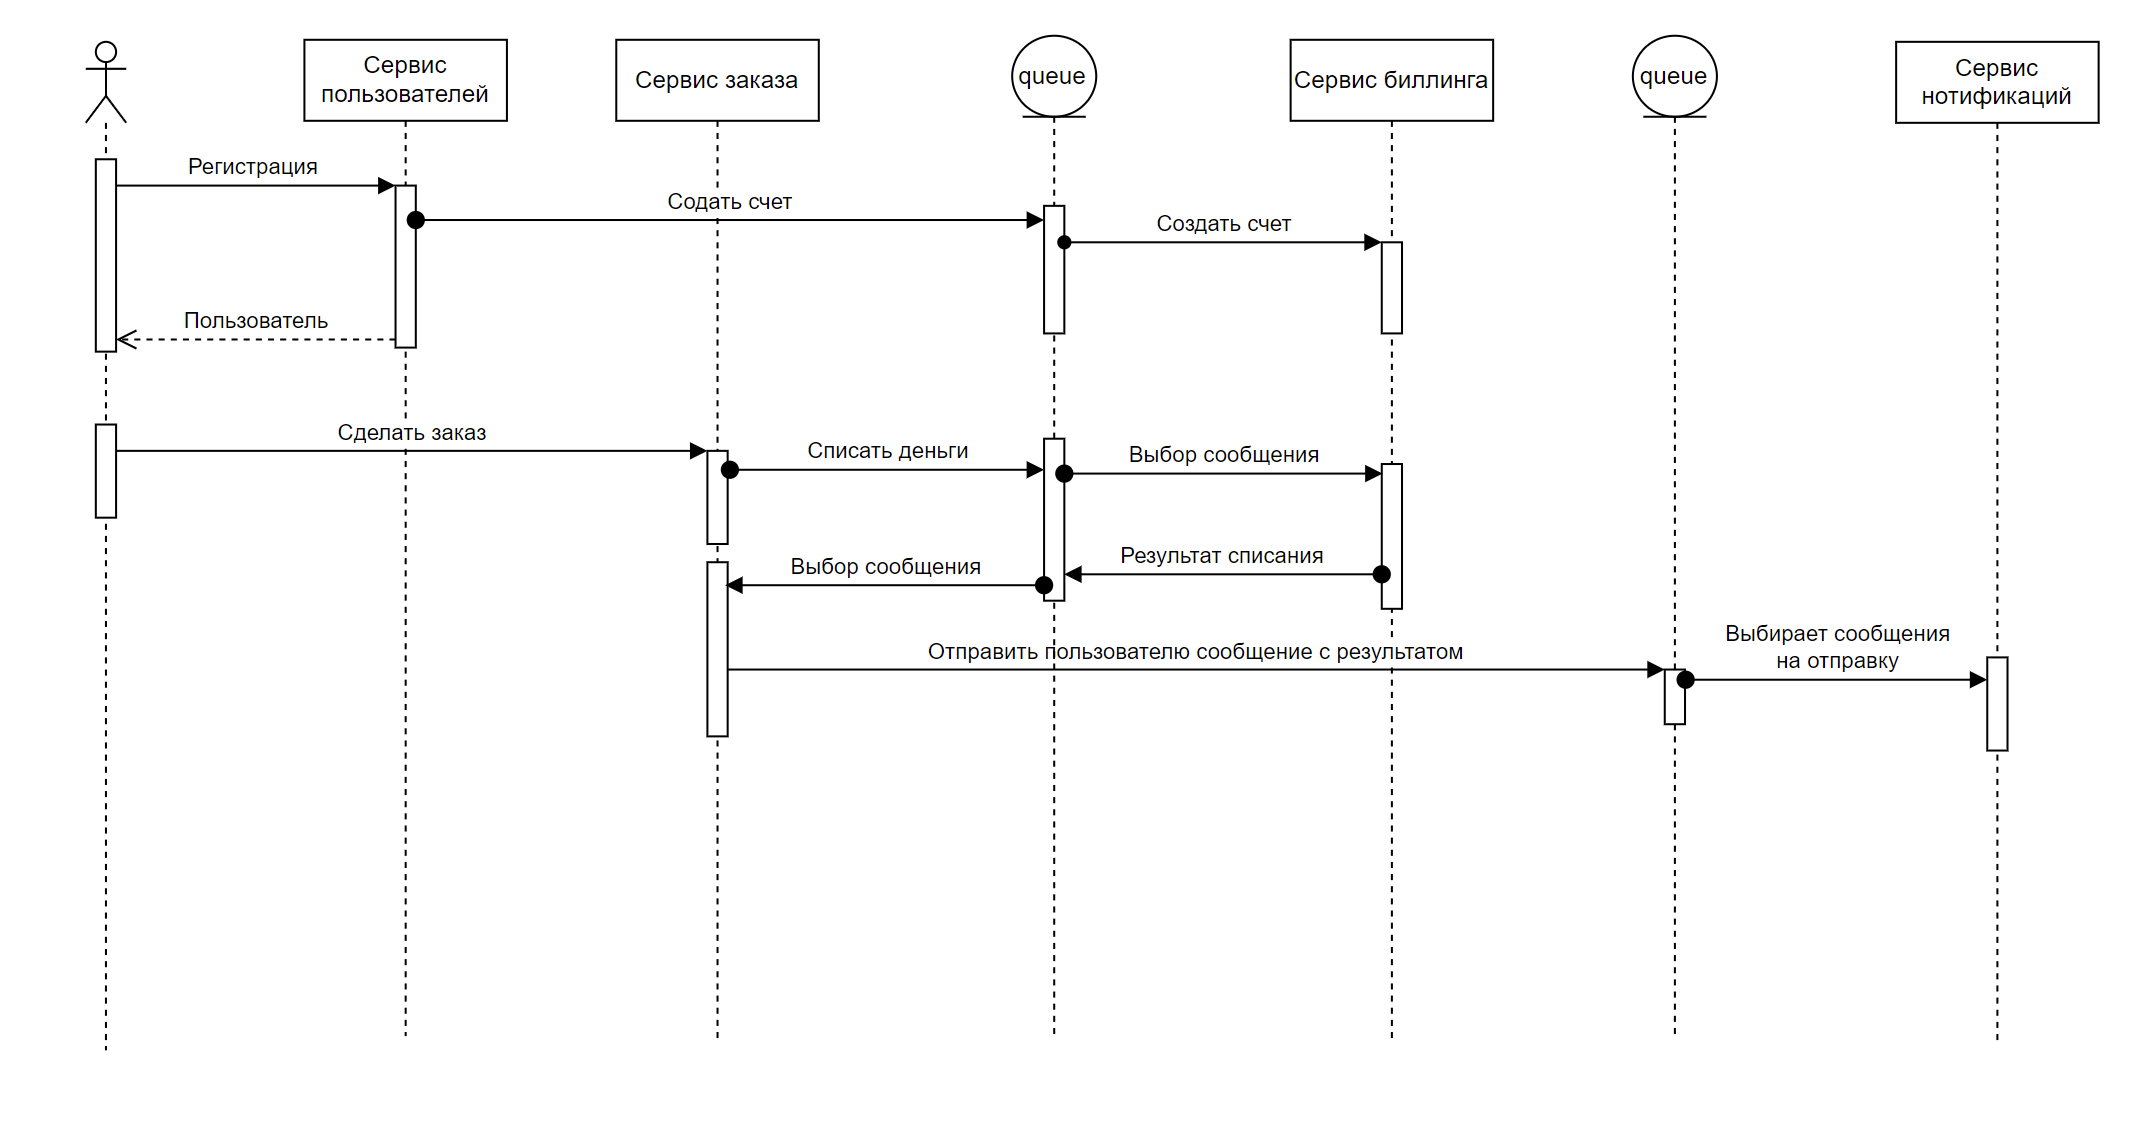 Сервис
пользователей
Сервис заказа
queue
Сервис биллинга
queue
Сервис
нотификаций
Регистрация
Содать счет
Создать счет
Пользователь
Сделать заказ
Списать деньги
Выбор сообщения
Результат списания
Выбор сообщения
Отправить пользователю сообщение с результатом
Выбирает сообщения
на отправку